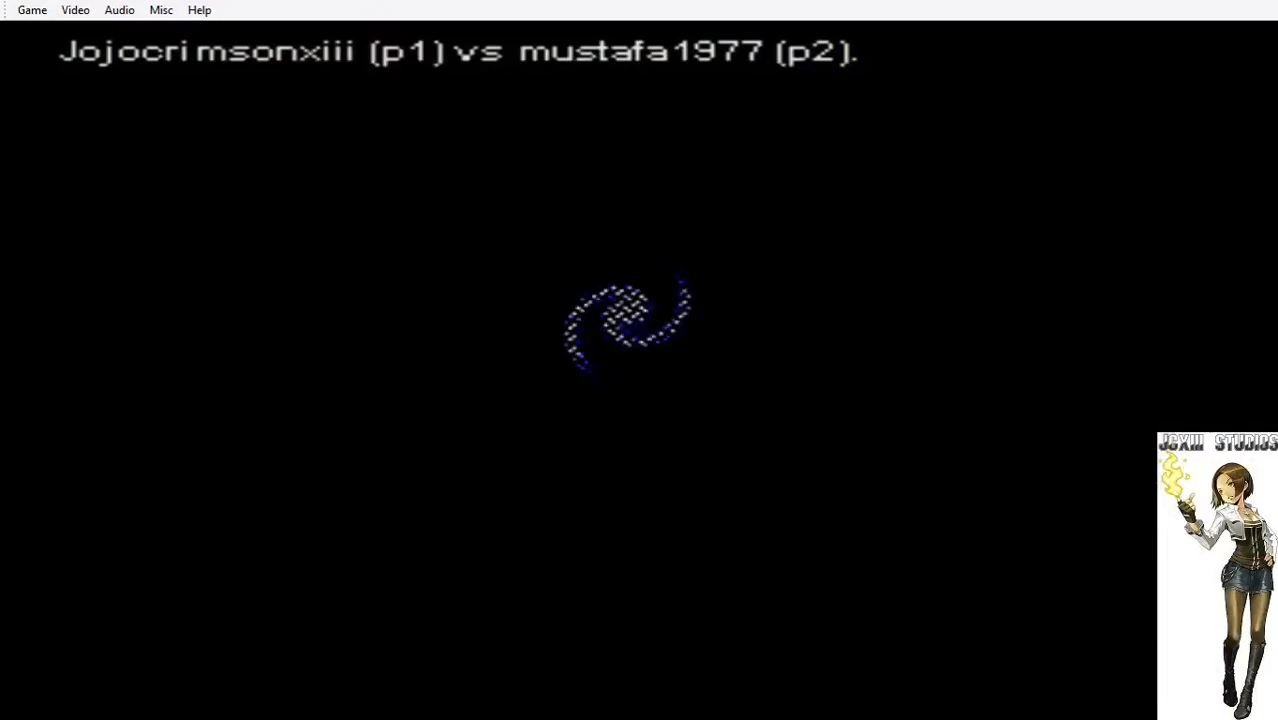 Game Video Audio Misc Help
Jojocrimsonxiii (p1) vs mustafa1977 (p2).
JCXIII STUDIOS